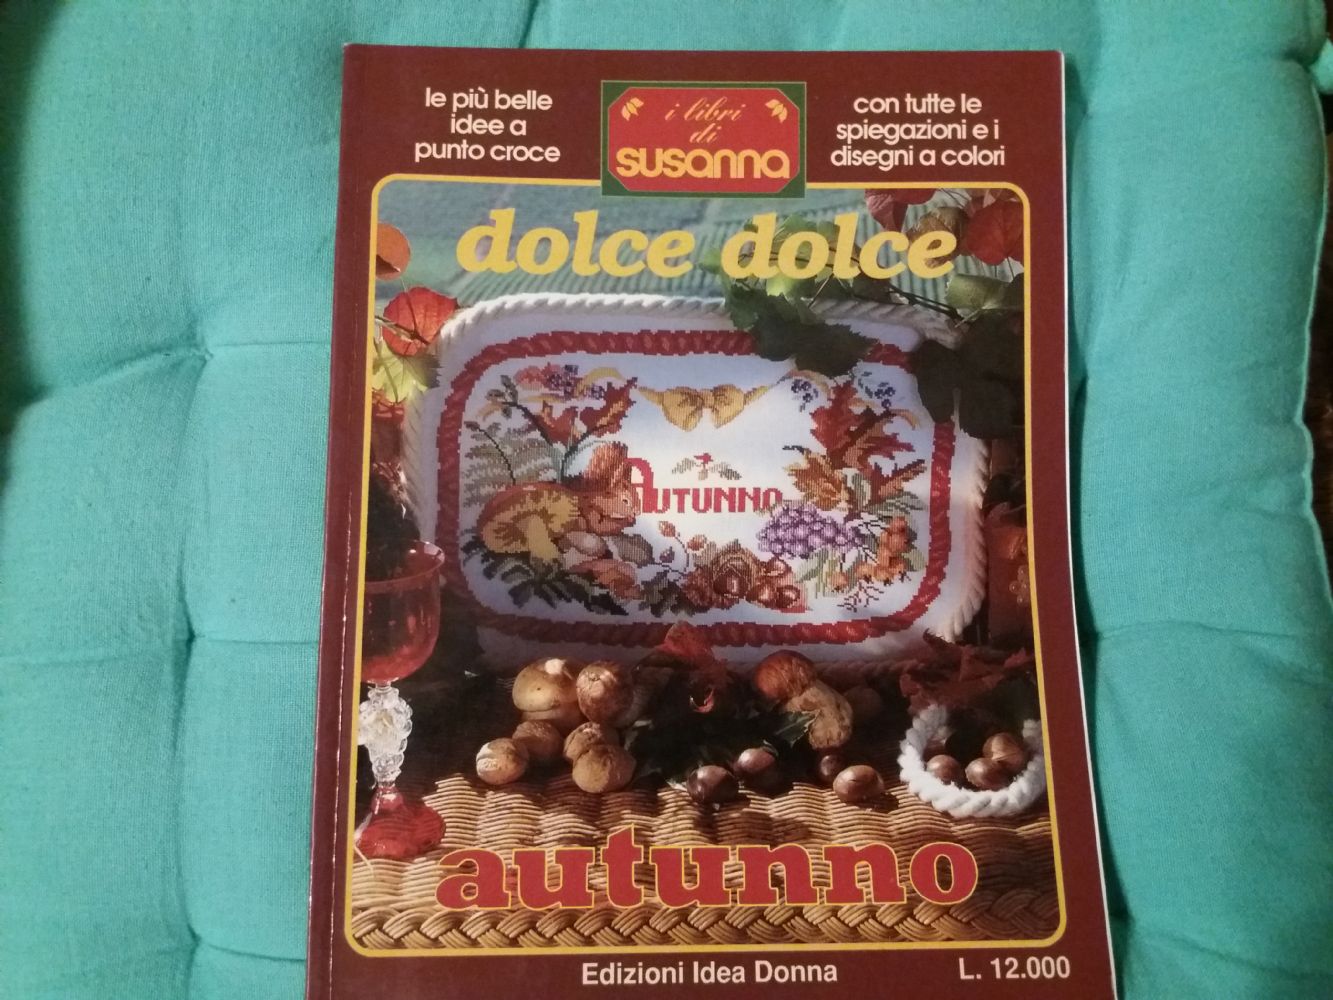 le più belle
idee a
punto croce
i libri
di
susanna
con tutte le
spiegazioni e i
disegni a colori
dolce dolce
AUTUNNO
autunno
Edizioni Idea Donna
L. 12.000